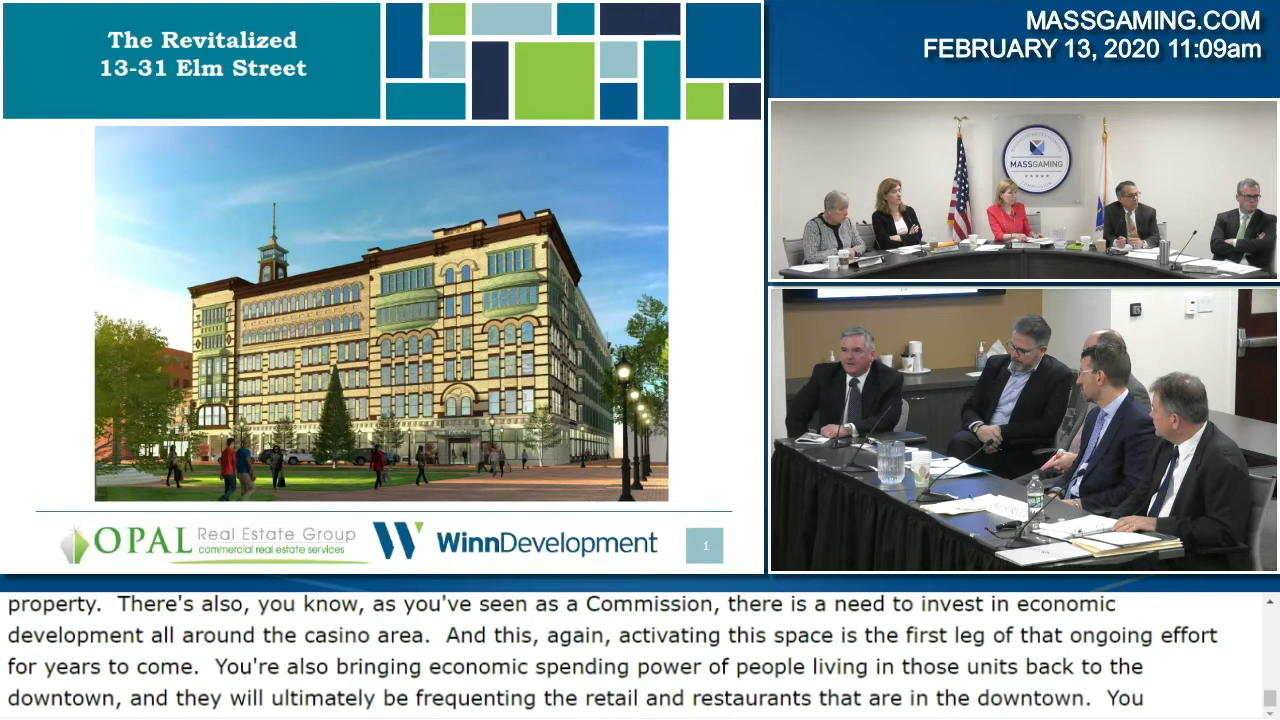 The Revitalized
13-31 Elm Street
OPAL Real Estate Group
commercial real estate services
WinnDevelopment
1
MASSGAMING.COM
FEBRUARY 13, 2020 11:09am
MASSGAMING
property.  There's also, you know, as you've seen as a Commission, there is a need to invest in economic
development all around the casino area.  And this, again, activating this space is the first leg of that ongoing effort
for years to come.  You're also bringing economic spending power of people living in those units back to the
downtown, and they will ultimately be frequenting the retail and restaurants that are in the downtown.  You